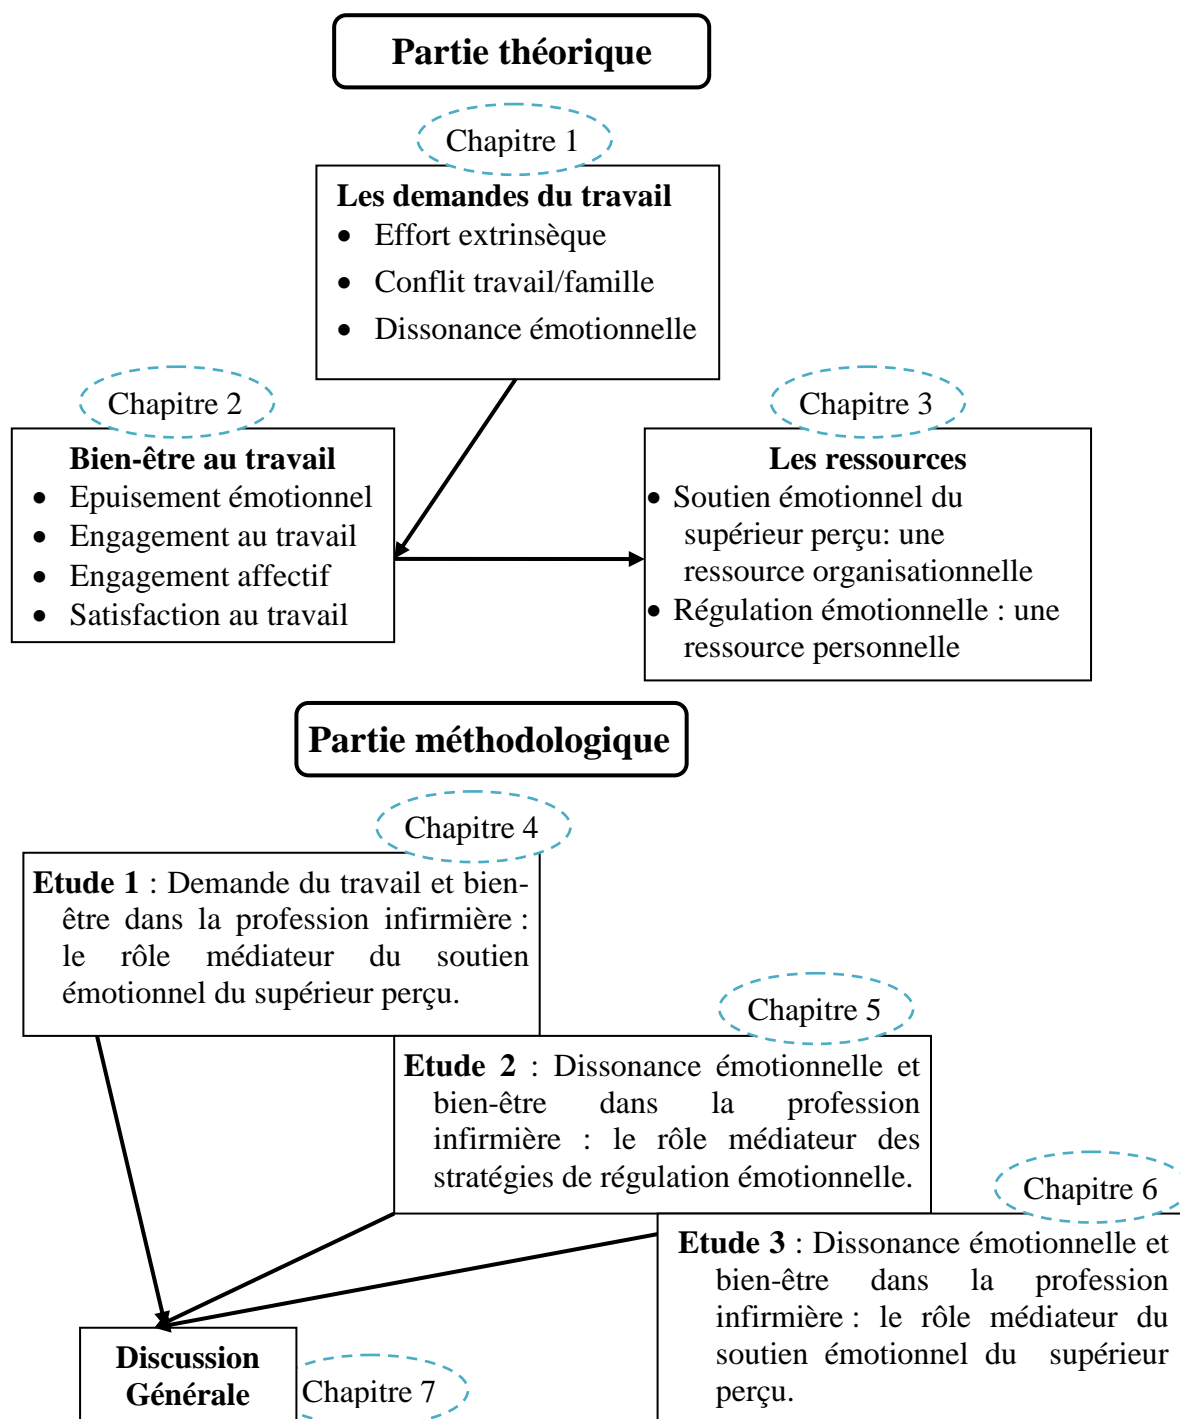 Partie théorique
Chapitre 1
Les demandes du travail
• Effort extrinsèque
• Conflit travail/famille
• Dissonance émotionnelle
Chapitre 2
Bien-être au travail
• Epuisement émotionnel
• Engagement au travail
• Engagement affectif
• Satisfaction au travail
Chapitre 3
Les ressources
• Soutien émotionnel du
supérieur perçu: une
ressource organisationnelle
• Régulation émotionnelle : une
ressource personnelle
Partie méthodologique
Chapitre 4
Etude 1 : Demande du travail et bien-
être dans la profession infirmière :
le rôle médiateur du soutien
émotionnel du supérieur perçu.
Chapitre 5
Etude 2 : Dissonance émotionnelle et
bien-être dans la profession
infirmière : le rôle médiateur des
stratégies de régulation émotionnelle.
Chapitre 6
Etude 3 : Dissonance émotionnelle et
bien-être dans la profession
infirmière : le rôle médiateur du
soutien émotionnel du supérieur
perçu.
Discussion
Générale
Chapitre 7